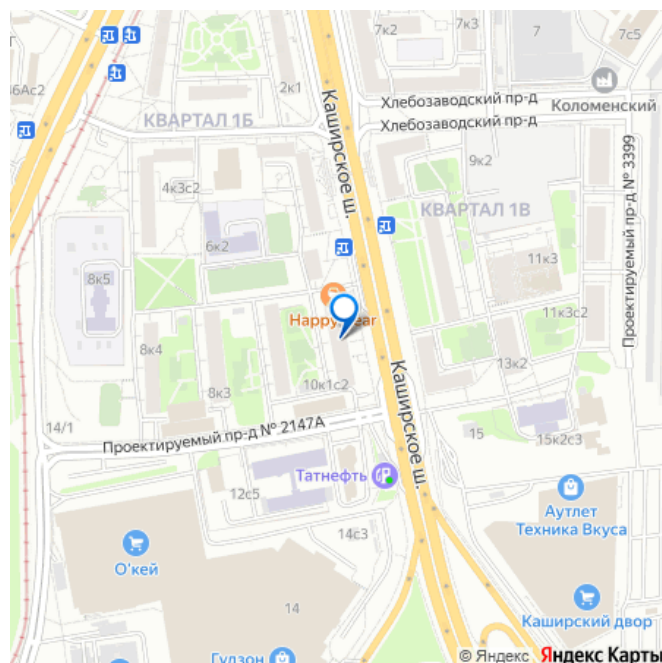 7к2
7к3
7
7с5
2к1
Хлебозаводский пр-д
Коломенский
КВАРТАЛ 1Б
Каширское ш.
Хлебозаводский пр-д
9к2
Проектируемый пр-д № 3399
4к3с2
КВАРТАЛ 1В
6к2
8к5
11к3
11к3с2
8к4
13к2
8к3
10к1с2
Каширское ш.
14/1
Проектируемый пр-д № 2147А
15
15к2с3
Татнефть
12с5
Аутлет
Техника Вкуса
14с3
О'кей
14
Каширский двор
Гудзон
© Яндекс Яндекс Карты